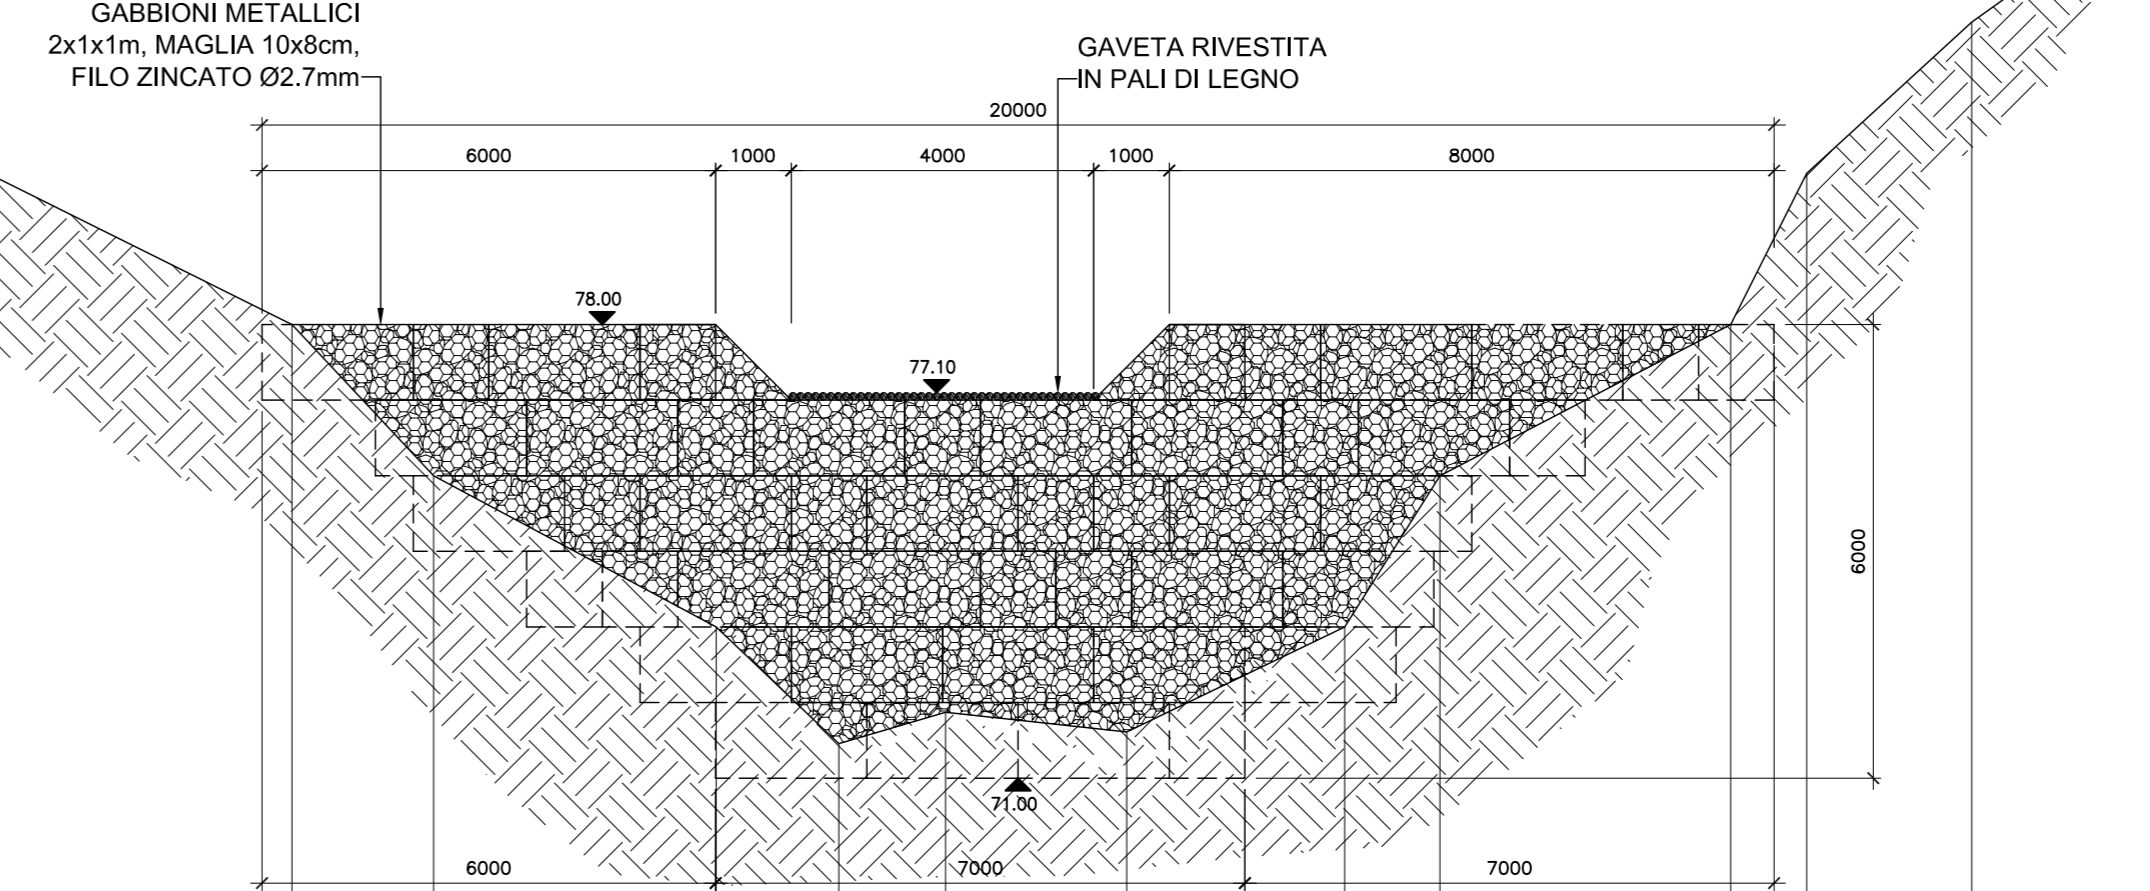 GABBIONI METALLICI
2x1x1m, MAGLIA 10x8cm,
FILO ZINCATO Ø2.7mm
GAVETA RIVESTITA
IN PALI DI LEGNO
20000
6000
1000
4000
1000
8000
78.00
77.10
6000
71.00
6000
7000
7000